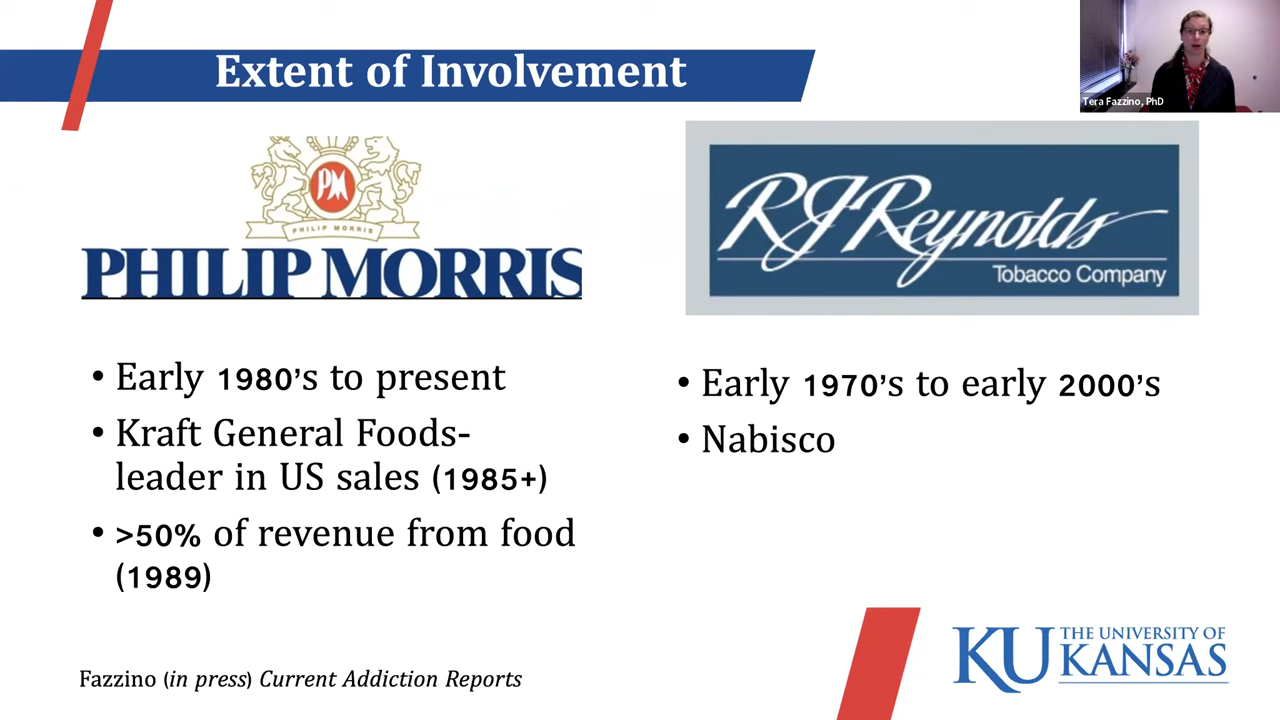 Extent of Involvement
Tera Fazzino, PhD
PM
PHILIP MORRIS
PHILIP MORRIS
RJReynolds
Tobacco Company
• Early 1980's to present
• Kraft General Foods-
leader in US sales (1985+)
• >50% of revenue from food
(1989)
• Early 1970's to early 2000's
• Nabisco
Fazzino (in press) Current Addiction Reports
KU THE UNIVERSITY OF
KANSAS